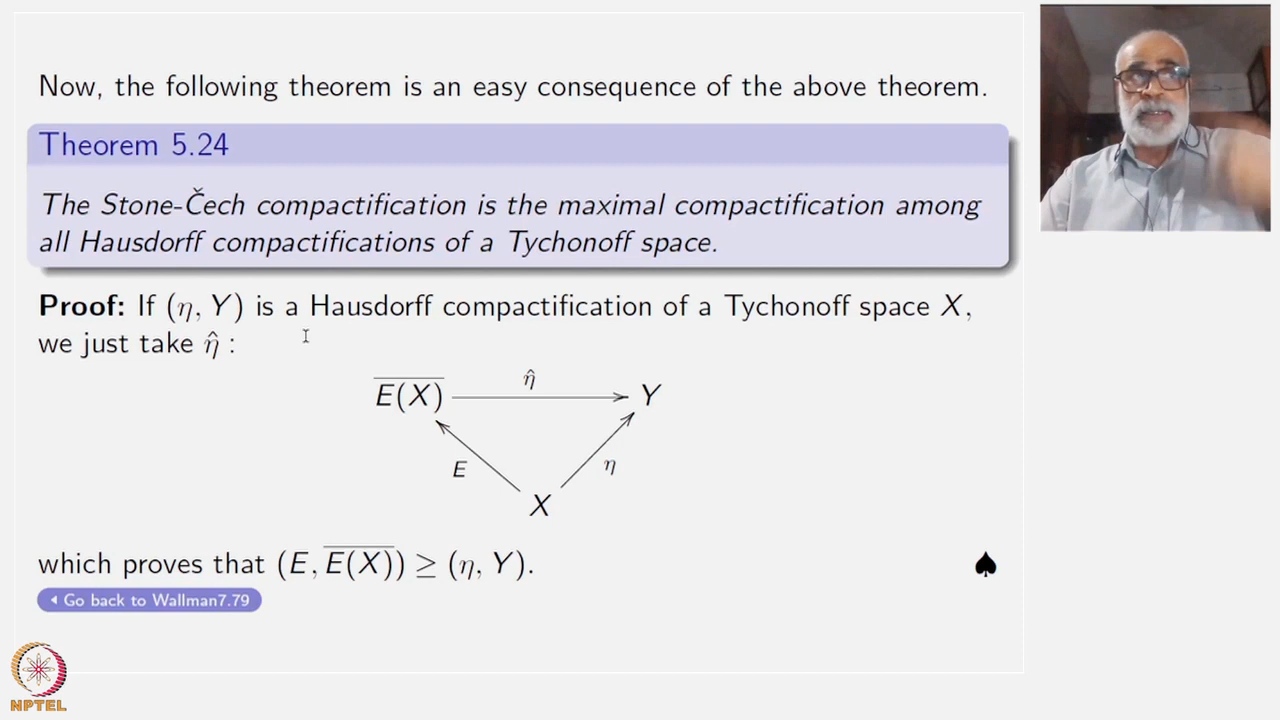 Now, the following theorem is an easy consequence of the above theorem.
Theorem 5.24
The Stone-Čech compactification is the maximal compactification among
all Hausdorff compactifications of a Tychonoff space.
Proof: If (η, Y) is a Hausdorff compactification of a Tychonoff space X,
we just take η̂ :
η̂
E(X)̅ Y
E η
X
which proves that (E, E(X)̅) ≥ (η, Y). ♠
Go back to Wallman7.79
NPTEL